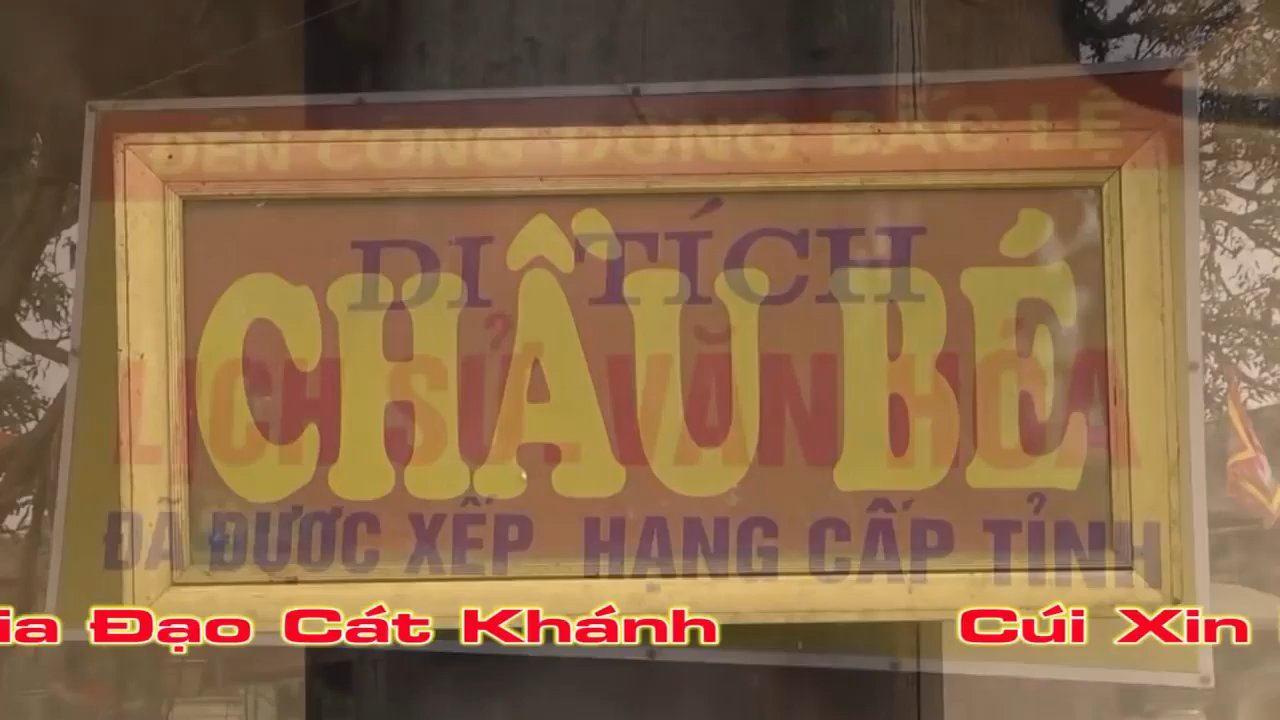 ĐỀN CÔNG ĐỒNG BẮC LỆ
DI TÍCH
CHẦU BÉ
LỊCH SỬ VĂN HÓA
ĐÃ ĐƯỢC XẾP HẠNG CẤP TỈNH
ia Đạo Cát Khánh Cúi Xin